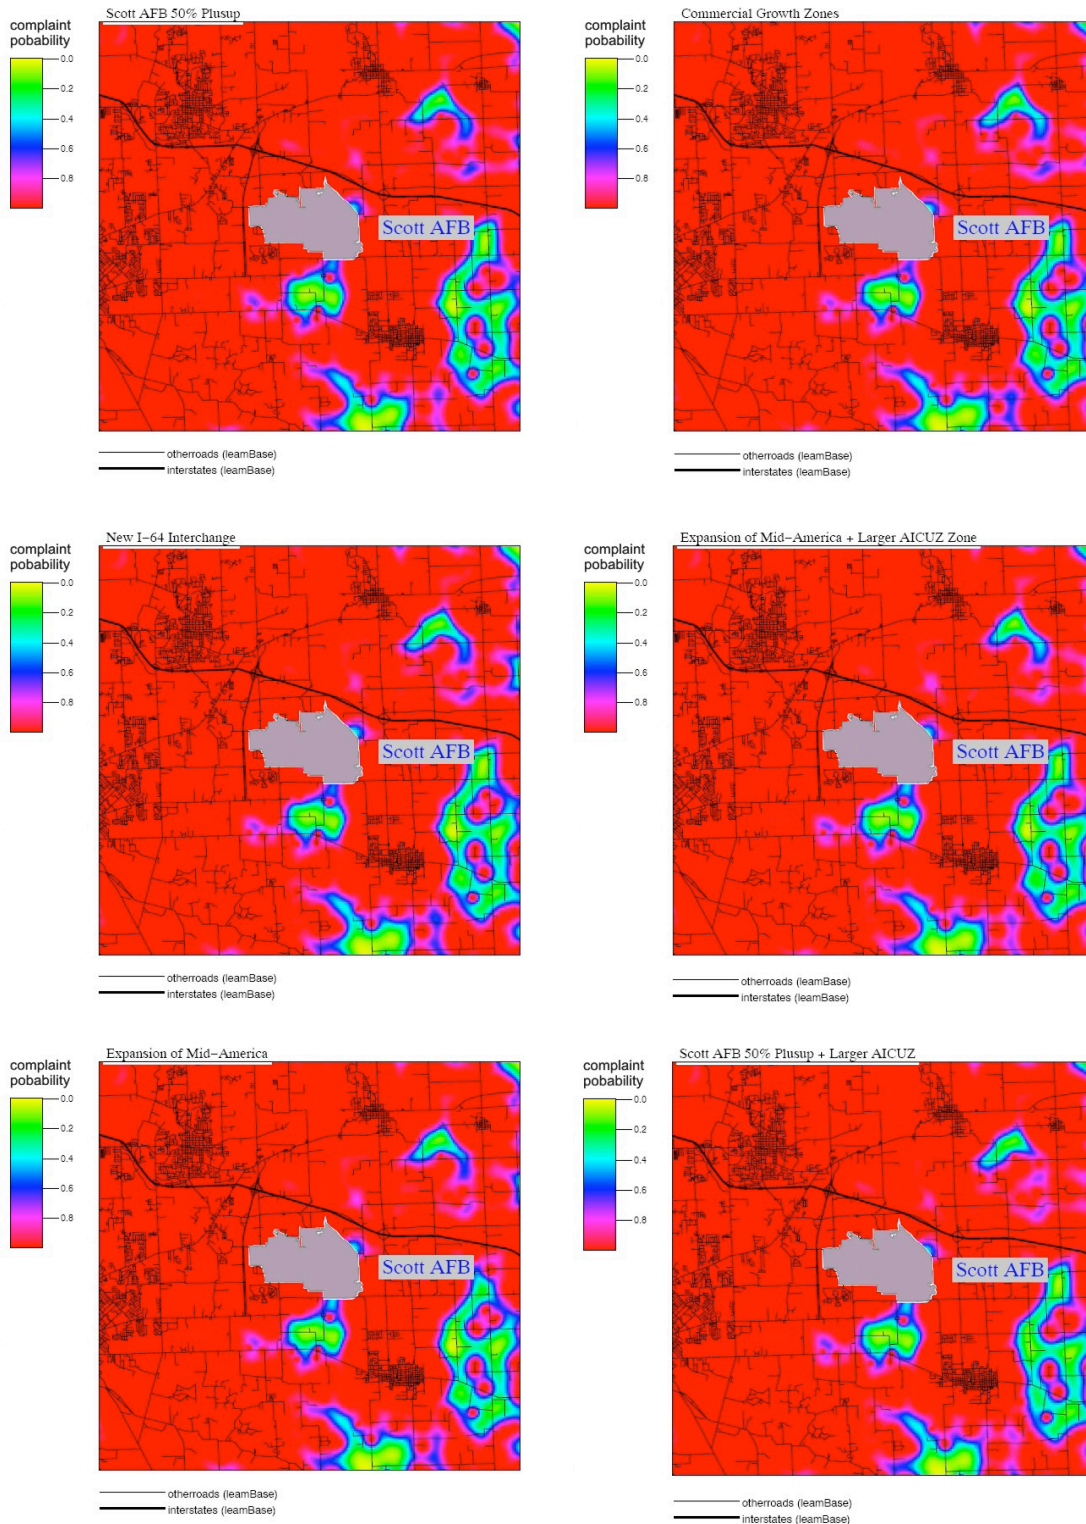 Scott AFB 50% Plusup
complaint
pobability
0.0
0.2
0.4
0.6
0.8
Scott AFB
otherroads (leamBase)
interstates (leamBase)
Commercial Growth Zones
complaint
pobability
0.0
0.2
0.4
0.6
0.8
Scott AFB
otherroads (leamBase)
interstates (leamBase)
New I-64 Interchange
complaint
pobability
0.0
0.2
0.4
0.6
0.8
Scott AFB
otherroads (leamBase)
interstates (leamBase)
Expansion of Mid-America + Larger AICUZ Zone
complaint
pobability
0.0
0.2
0.4
0.6
0.8
Scott AFB
otherroads (leamBase)
interstates (leamBase)
Expansion of Mid-America
complaint
pobability
0.0
0.2
0.4
0.6
0.8
Scott AFB
otherroads (leamBase)
interstates (leamBase)
Scott AFB 50% Plusup + Larger AICUZ
complaint
pobability
0.0
0.2
0.4
0.6
0.8
Scott AFB
otherroads (leamBase)
interstates (leamBase)